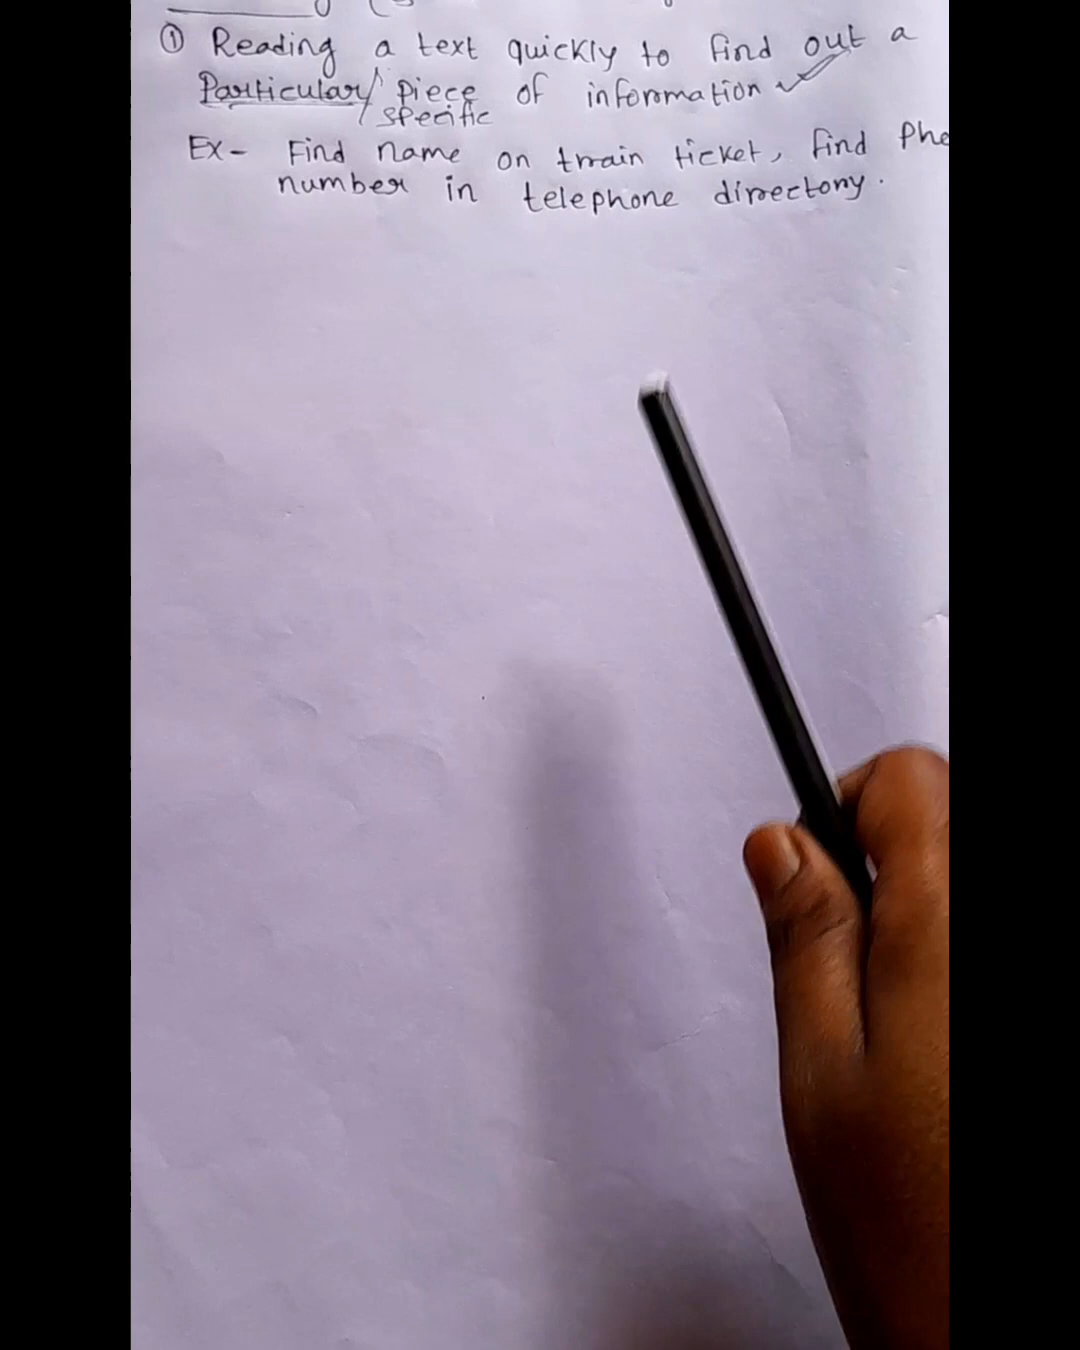 ① Reading a text quickly to find out a
Particular/ piece of information
specific
Ex- Find name on train ticket, find Pho
number in telephone directory.